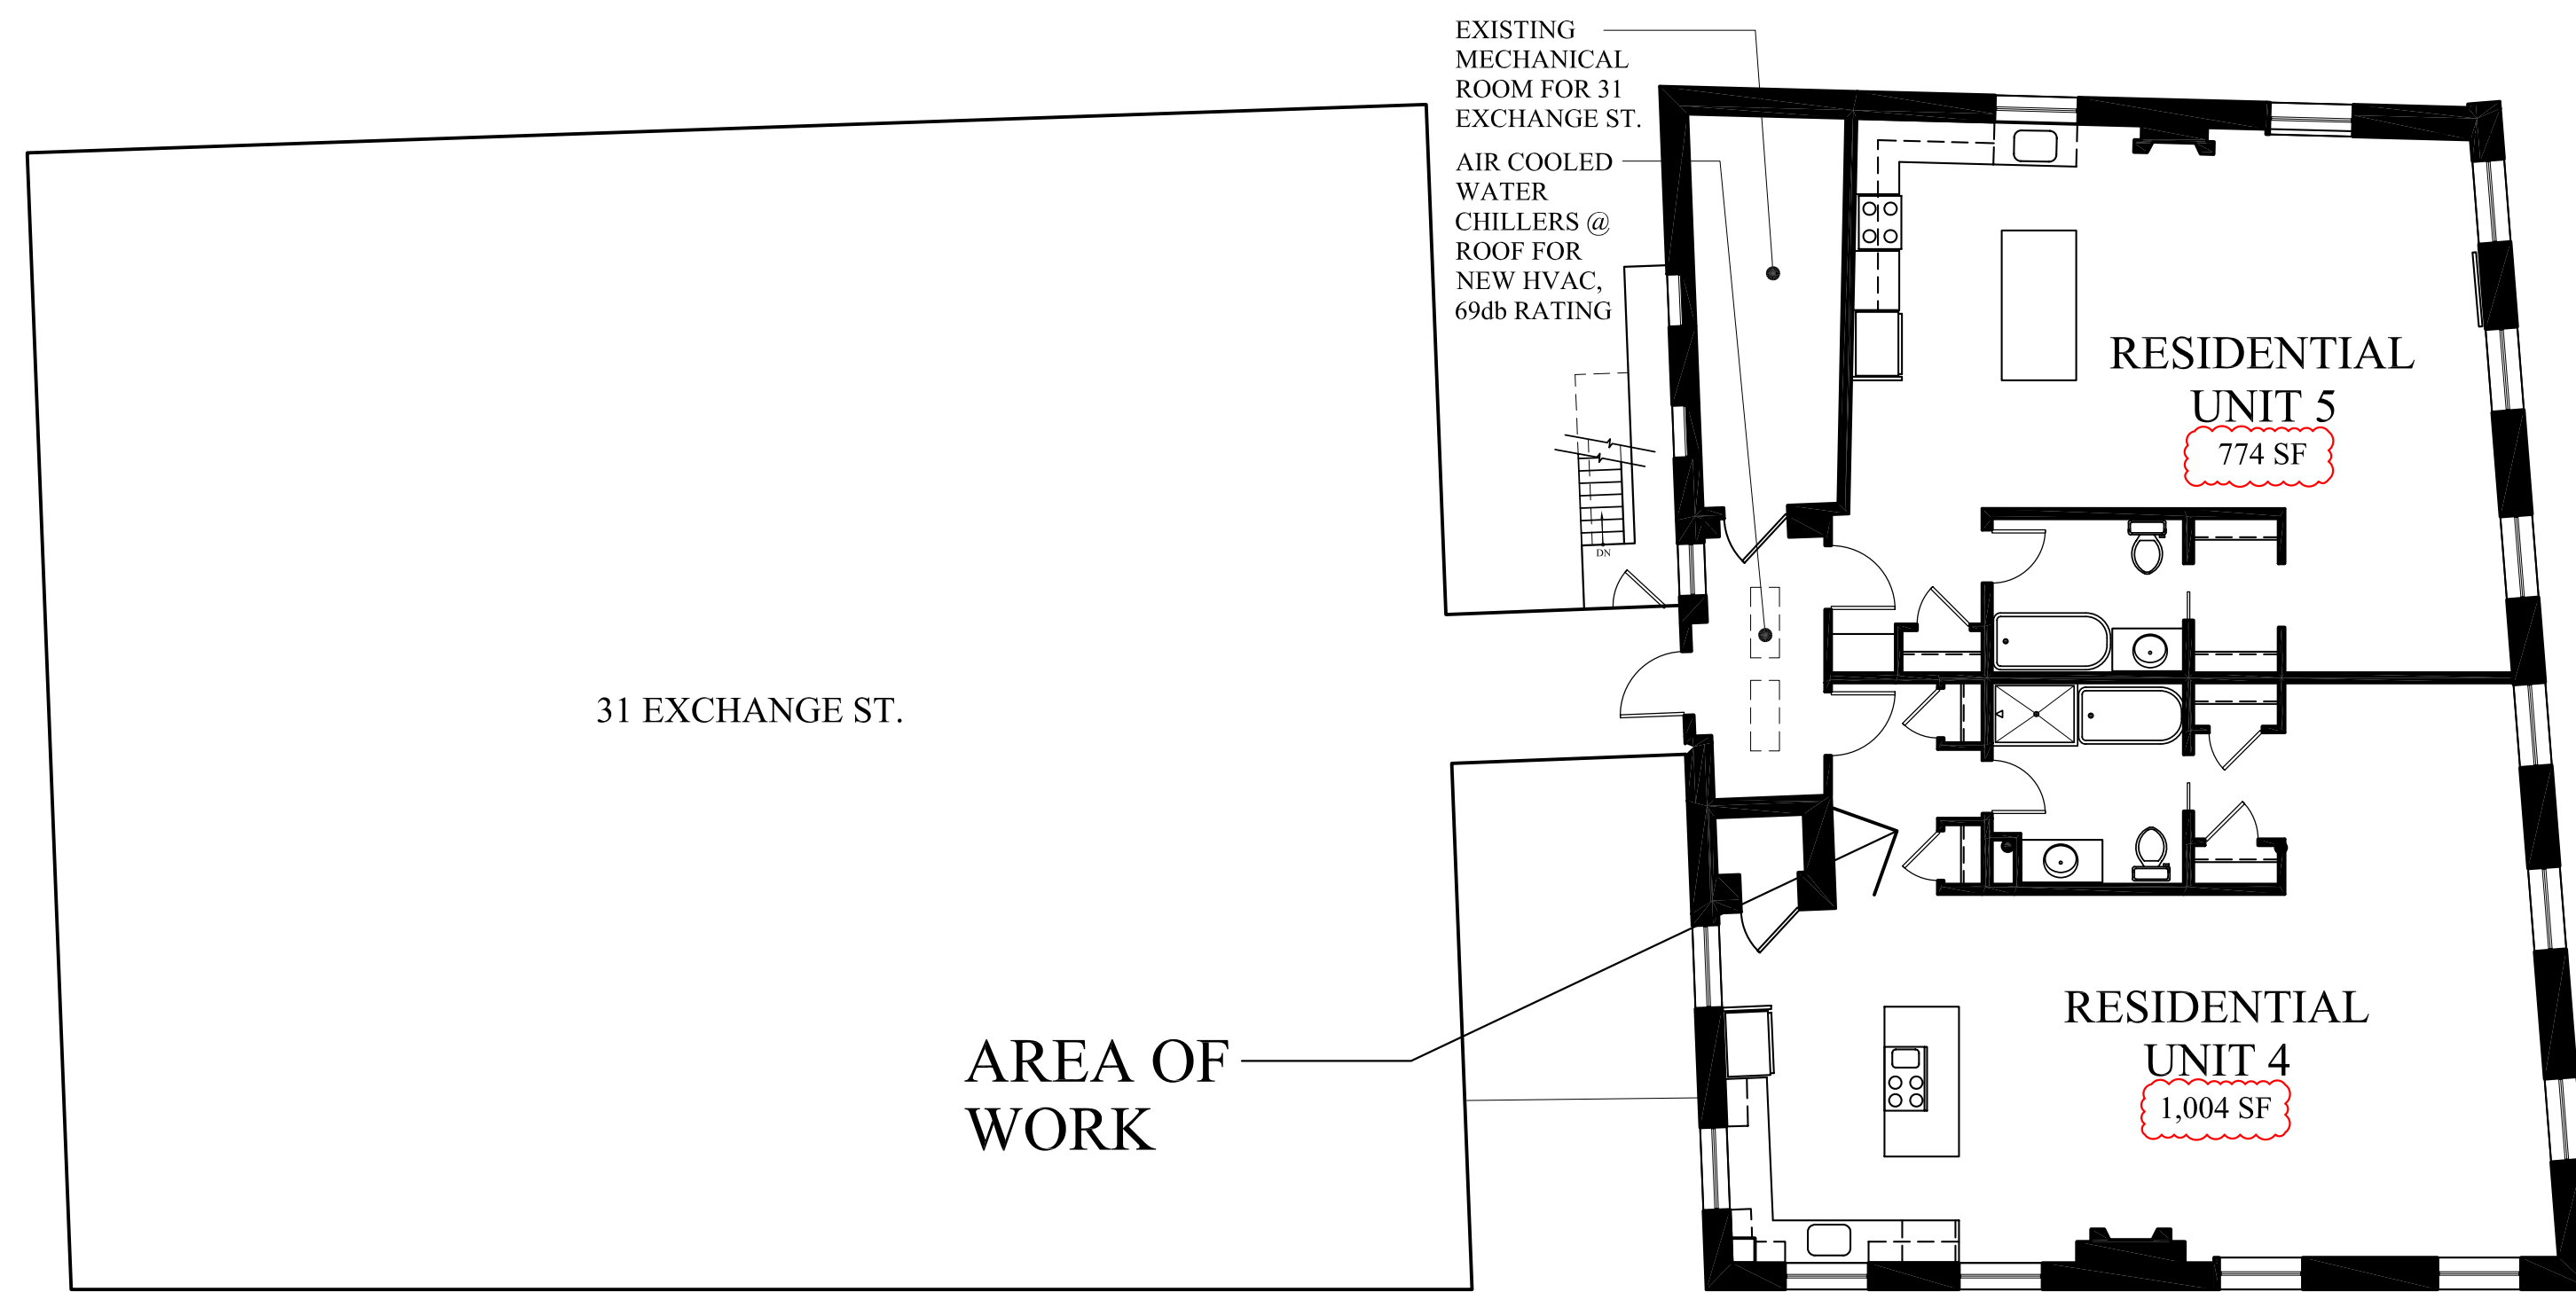 EXISTING
MECHANICAL
ROOM FOR 31
EXCHANGE ST.
AIR COOLED
WATER
CHILLERS @
ROOF FOR
NEW HVAC,
69db RATING
RESIDENTIAL
UNIT 5
774 SF
DN
31 EXCHANGE ST.
AREA OF
WORK
RESIDENTIAL
UNIT 4
1,004 SF